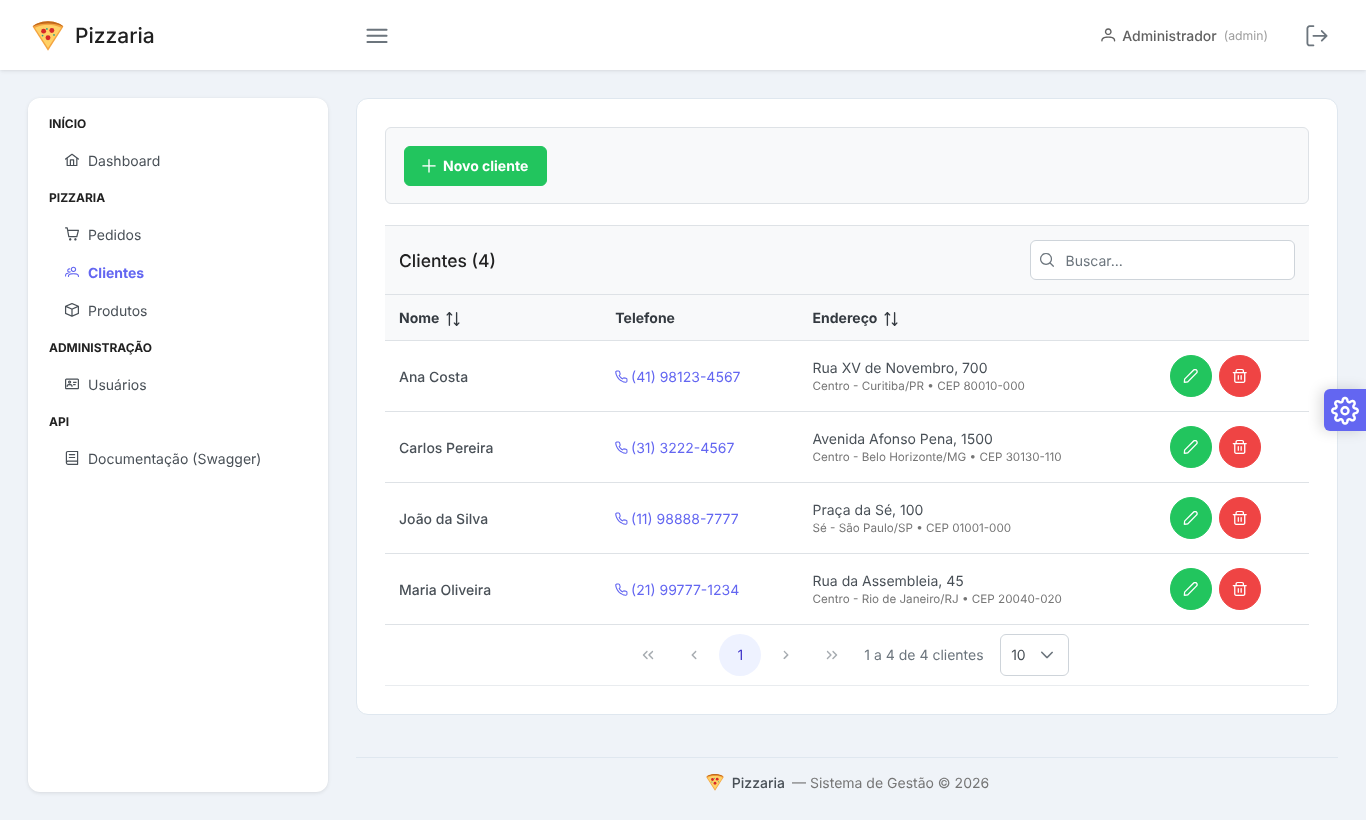 Pizzaria
Administrador (admin)
INÍCIO
Dashboard
PIZZARIA
Pedidos
Clientes
Produtos
ADMINISTRAÇÃO
Usuários
API
Documentação (Swagger)
Novo cliente
Clientes (4)
Buscar...
Nome Telefone Endereço
Ana Costa (41) 98123-4567 Rua XV de Novembro, 700
Centro - Curitiba/PR • CEP 80010-000
Carlos Pereira (31) 3222-4567 Avenida Afonso Pena, 1500
Centro - Belo Horizonte/MG • CEP 30130-110
João da Silva (11) 98888-7777 Praça da Sé, 100
Sé - São Paulo/SP • CEP 01001-000
Maria Oliveira (21) 99777-1234 Rua da Assembleia, 45
Centro - Rio de Janeiro/RJ • CEP 20040-020
1 1 a 4 de 4 clientes 10
Pizzaria — Sistema de Gestão © 2026